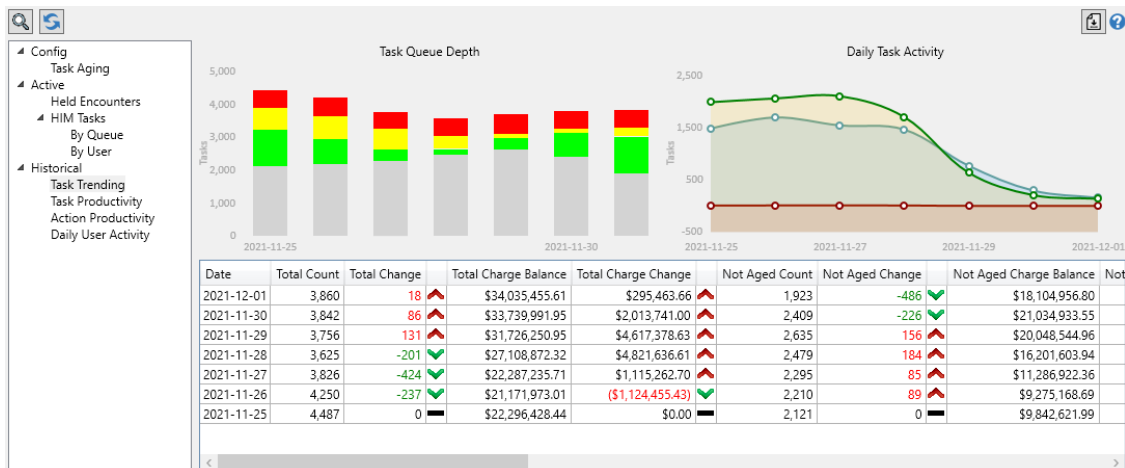 Config
Task Aging
Active
Held Encounters
HIM Tasks
By Queue
By User
Historical
Task Trending
Task Productivity
Action Productivity
Daily User Activity
Task Queue Depth
5,000
4,000
3,000
2,000
1,000
0
Tasks
2021-11-25 2021-11-30
Daily Task Activity
2,500
1,500
500
-500
Tasks
2021-11-25 2021-11-27 2021-11-29 2021-12-01
Date Total Count Total Change Total Charge Balance Total Charge Change Not Aged Count Not Aged Change Not Aged Charge Balance Not
2021-12-01 3,860 18 $34,035,455.61 $295,463.66 1,923 -486 $18,104,956.80
2021-11-30 3,842 86 $33,739,991.95 $2,013,741.00 2,409 -226 $21,034,933.55
2021-11-29 3,756 131 $31,726,250.95 $4,617,378.63 2,635 156 $20,048,544.96
2021-11-28 3,625 -201 $27,108,872.32 $4,821,636.61 2,479 184 $16,201,603.94
2021-11-27 3,826 -424 $22,287,235.71 $1,115,262.70 2,295 85 $11,286,922.36
2021-11-26 4,250 -237 $21,171,973.01 ($1,124,455.43) 2,210 89 $9,275,168.69
2021-11-25 4,487 0 $22,296,428.44 $0.00 2,121 0 $9,842,621.99